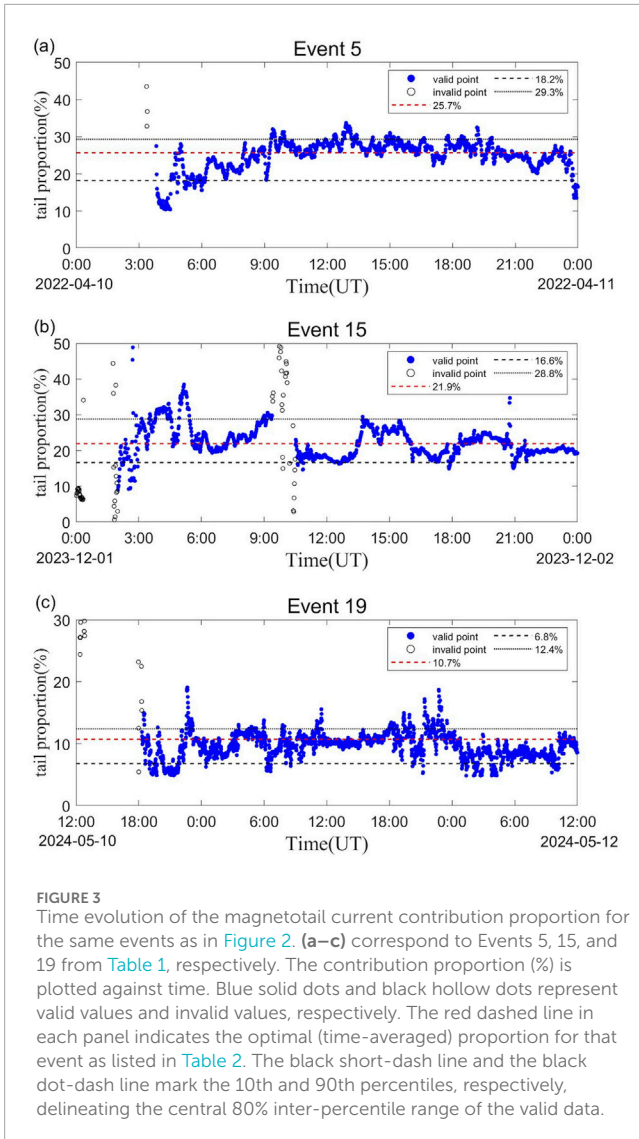 (a)
Event 5
valid point
invalid point
25.7%
18.2%
29.3%
tail proportion(%)
50
40
30
20
10
0
0:00 3:00 6:00 9:00 12:00 15:00 18:00 21:00 0:00
2022-04-10 Time(UT) 2022-04-11
(b)
Event 15
valid point
invalid point
21.9%
16.6%
28.8%
tail proportion(%)
50
40
30
20
10
0
0:00 3:00 6:00 9:00 12:00 15:00 18:00 21:00 0:00
2023-12-01 Time(UT) 2023-12-02
(c)
Event 19
valid point
invalid point
10.7%
6.8%
12.4%
tail proportion(%)
30
20
10
0
12:00 18:00 0:00 6:00 12:00 18:00 0:00 6:00 12:00
2024-05-10 Time(UT) 2024-05-12
FIGURE 3
Time evolution of the magnetotail current contribution proportion for
the same events as in Figure 2. (a–c) correspond to Events 5, 15, and
19 from Table 1, respectively. The contribution proportion (%) is
plotted against time. Blue solid dots and black hollow dots represent
valid values and invalid values, respectively. The red dashed line in
each panel indicates the optimal (time-averaged) proportion for that
event as listed in Table 2. The black short-dash line and the black
dot-dash line mark the 10th and 90th percentiles, respectively,
delineating the central 80% inter-percentile range of the valid data.